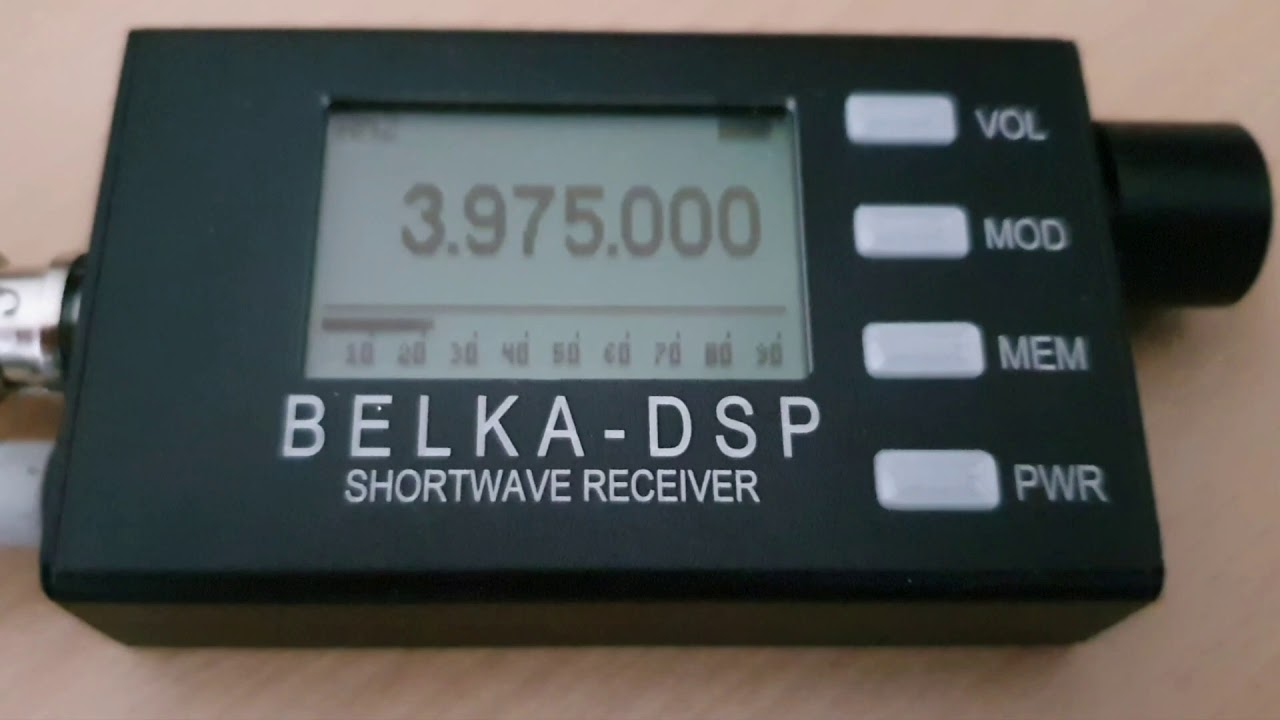 3.975.000
10 20 30 40 50 60 70 80 90
BELKA-DSP
SHORTWAVE RECEIVER
VOL
MOD
MEM
PWR